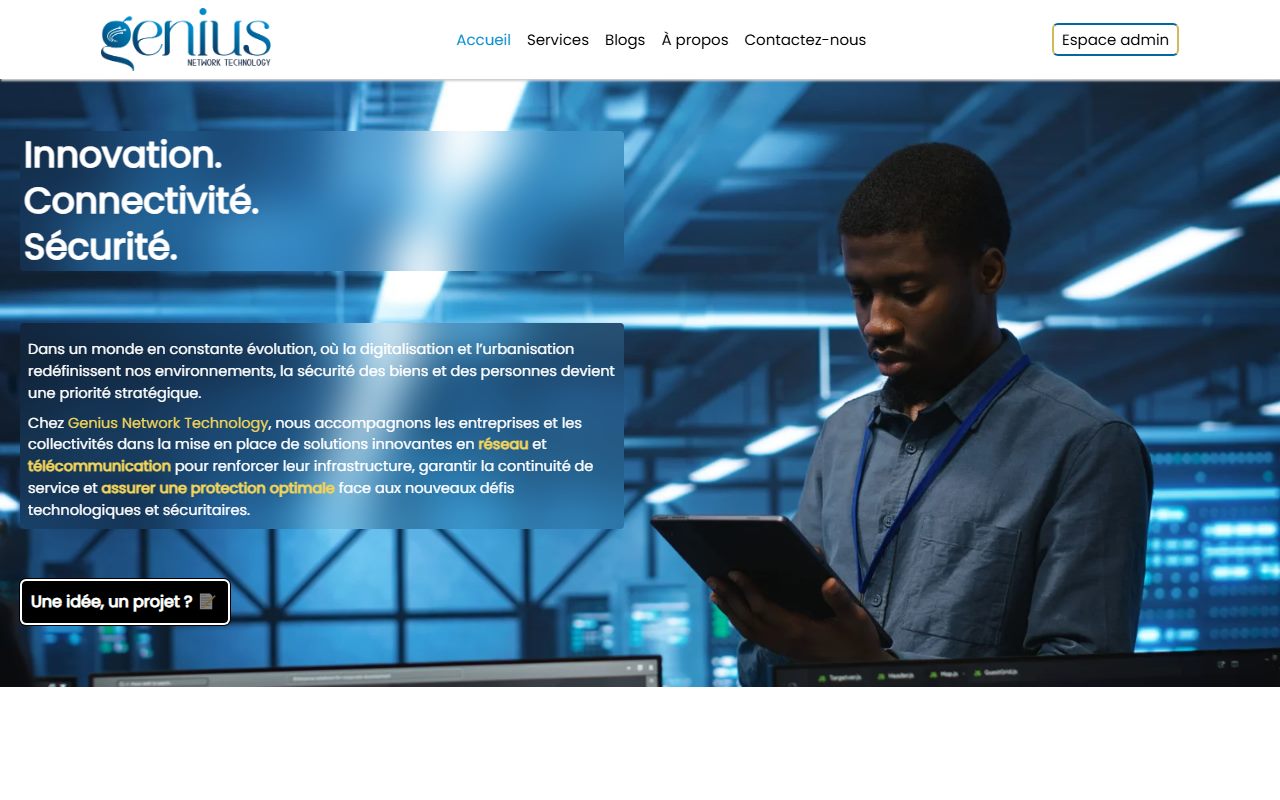 genius
NETWORK TECHNOLOGY
Accueil Services Blogs À propos Contactez-nous Espace admin
Innovation.
Connectivité.
Sécurité.
Dans un monde en constante évolution, où la digitalisation et l’urbanisation
redéfinissent nos environnements, la sécurité des biens et des personnes devient
une priorité stratégique.
Chez Genius Network Technology, nous accompagnons les entreprises et les
collectivités dans la mise en place de solutions innovantes en réseau et
télécommunication pour renforcer leur infrastructure, garantir la continuité de
service et assurer une protection optimale face aux nouveaux défis
technologiques et sécuritaires.
Une idée, un projet ? 📝
Header.js Map.js